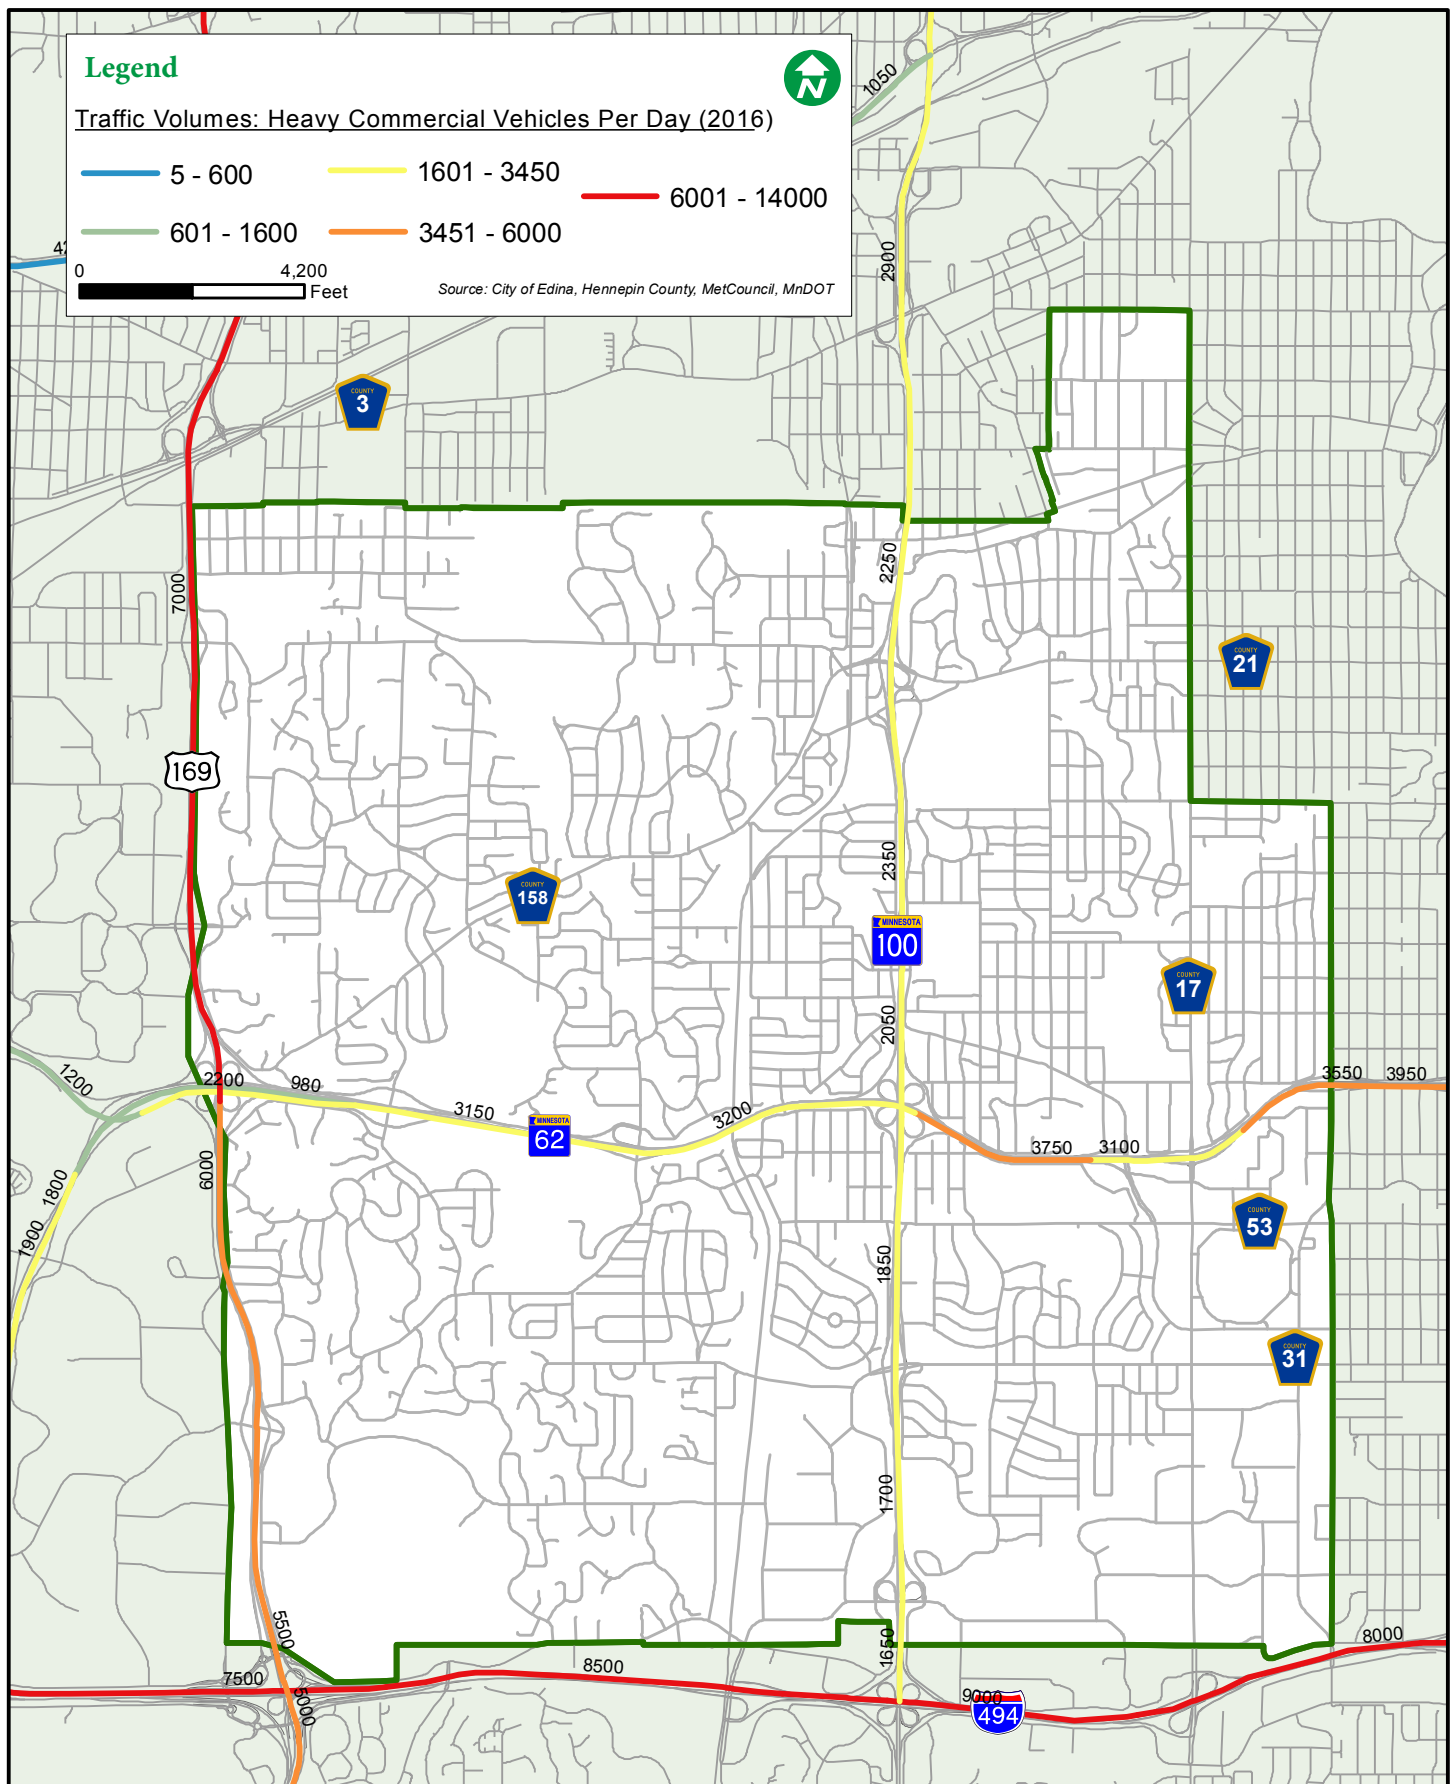 Legend
N
Traffic Volumes: Heavy Commercial Vehicles Per Day (2016)
5 - 600
1601 - 3450
6001 - 14000
601 - 1600
3451 - 6000
0
4,200
Feet
Source: City of Edina, Hennepin County, MetCouncil, MnDOT
1050
2900
COUNTY
3
7000
2250
COUNTY
21
169
2350
COUNTY
158
MINNESOTA
100
COUNTY
17
2050
1200
2200
980
3150
MINNESOTA
62
3200
3550
3950
3750
3100
6000
1800
1900
COUNTY
53
1850
COUNTY
31
1700
5500
1650
8000
7500
8500
5000
9000
494